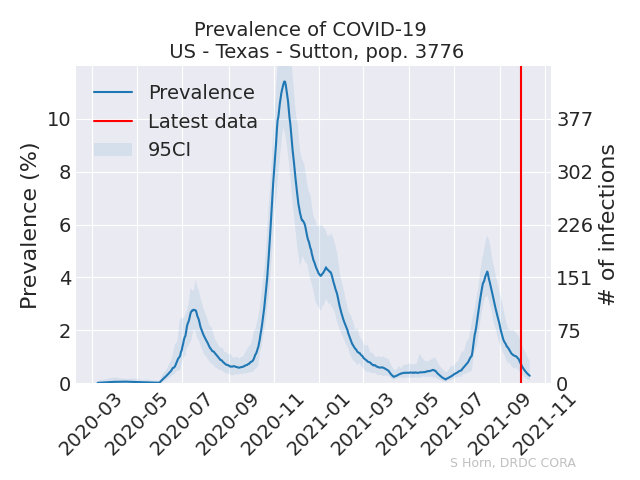 Prevalence of COVID-19
US - Texas - Sutton, pop. 3776
Prevalence
Latest data
95CI
Prevalence (%)
10
8
6
4
2
0
377
302
226
151
75
0
# of infections
2020-03
2020-05
2020-07
2020-09
2020-11
2021-01
2021-03
2021-05
2021-07
2021-09
2021-11
S Horn, DRDC CORA